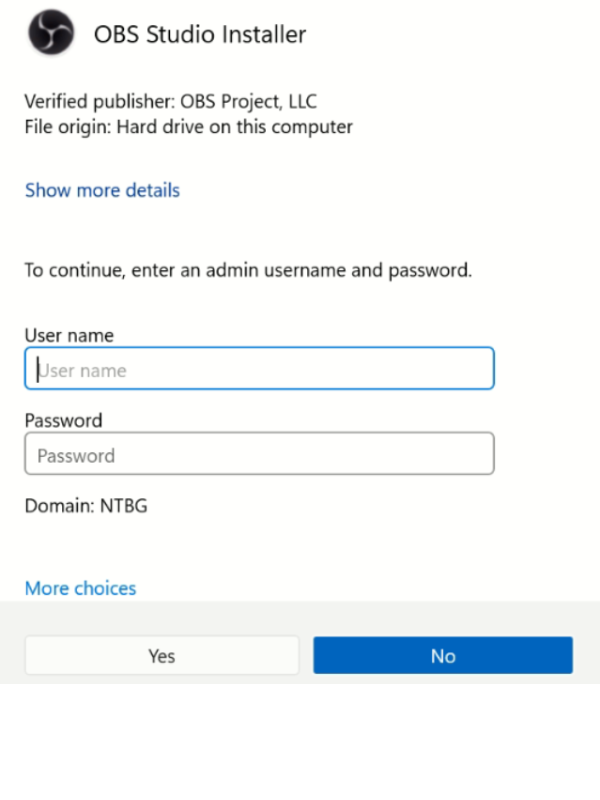 OBS Studio Installer
Verified publisher: OBS Project, LLC
File origin: Hard drive on this computer
Show more details
To continue, enter an admin username and password.
User name
User name
Password
Password
Domain: NTBG
More choices
Yes
No